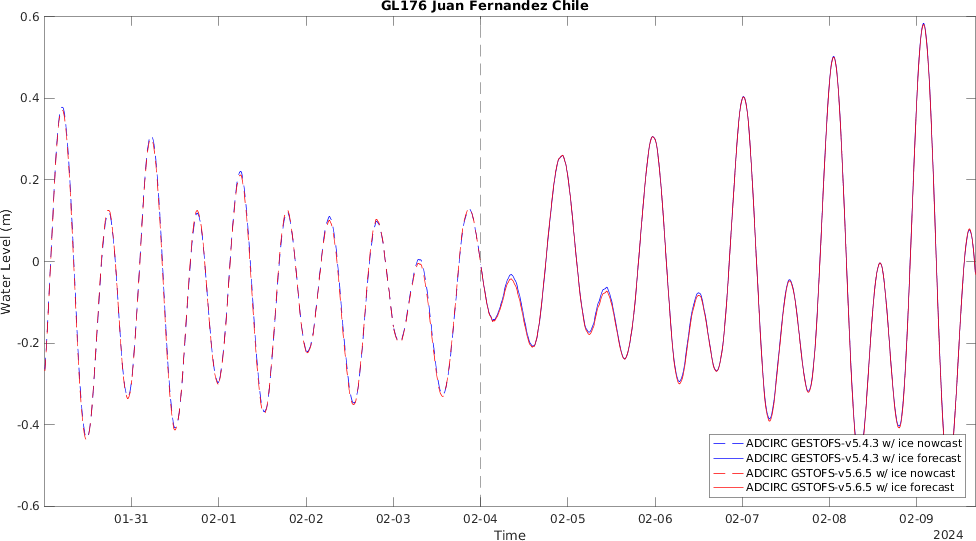 GL176 Juan Fernandez Chile
0.6
0.4
0.2
0
-0.2
-0.4
-0.6
Water Level (m)
ADCIRC GESTOFS-v5.4.3 w/ ice nowcast
ADCIRC GESTOFS-v5.4.3 w/ ice forecast
ADCIRC GSTOFS-v5.6.5 w/ ice nowcast
ADCIRC GSTOFS-v5.6.5 w/ ice forecast
01-31 02-01 02-02 02-03 02-04 02-05 02-06 02-07 02-08 02-09
Time
2024